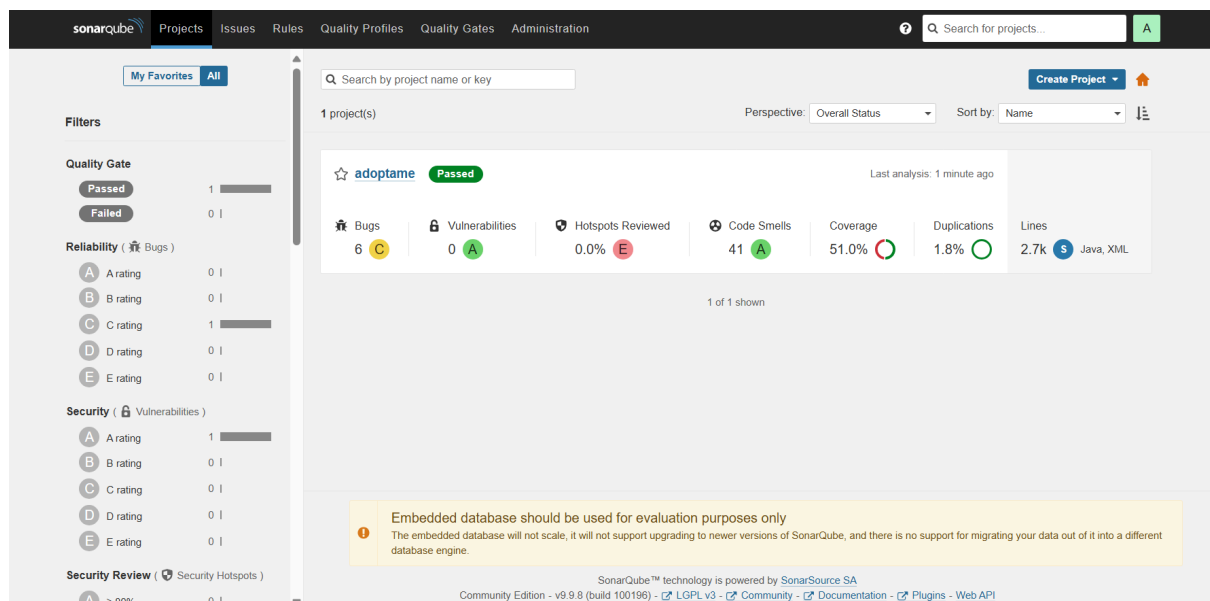 sonarqube Projects Issues Rules Quality Profiles Quality Gates Administration Search for projects... A
My Favorites All
Search by project name or key
Create Project
1 project(s)
Perspective: Overall Status
Sort by: Name
Filters
Quality Gate
Passed 1
Failed 0
Reliability ( Bugs )
A A rating 0
B B rating 0
C C rating 1
D D rating 0
E E rating 0
Security ( Vulnerabilities )
A A rating 1
B B rating 0
C C rating 0
D D rating 0
E E rating 0
Security Review ( Security Hotspots )
adoptame Passed
Last analysis: 1 minute ago
Bugs Vulnerabilities Hotspots Reviewed Code Smells Coverage Duplications Lines
6 C 0 A 0.0% E 41 A 51.0% 1.8% 2.7k S Java, XML
1 of 1 shown
Embedded database should be used for evaluation purposes only
The embedded database will not scale, it will not support upgrading to newer versions of SonarQube, and there is no support for migrating your data out of it into a different
database engine.
SonarQube™ technology is powered by SonarSource SA
Community Edition - v9.9.8 (build 100196) - LGPL v3 - Community - Documentation - Plugins - Web API